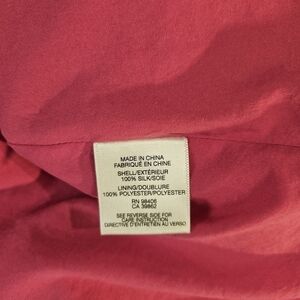 MADE IN CHINA
FABRIQUÉ EN CHINE
SHELL/EXTÉRIEUR
100% SILK/SOIE
LINING/DOUBLURE
100% POLYESTER/POLYESTER
RN 98406
CA 39862
SEE REVERSE SIDE FOR
CARE INSTRUCTION
DIRECTIVE D'ENTRETIEN AU VERSO